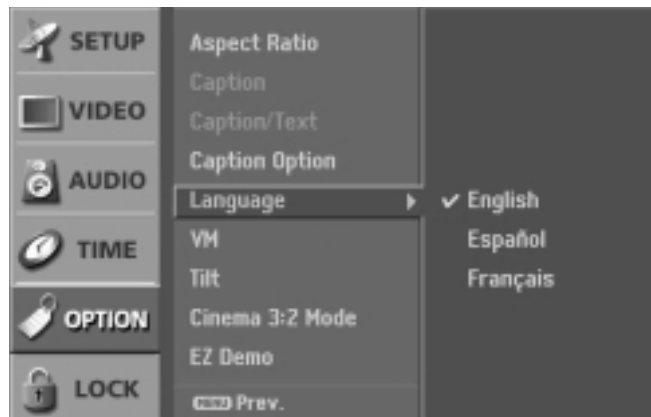 SETUP
VIDEO
AUDIO
TIME
OPTION
LOCK
Aspect Ratio
Caption
Caption/Text
Caption Option
Language
VM
Tilt
Cinema 3:2 Mode
EZ Demo
MENU Prev.
English
Español
Français